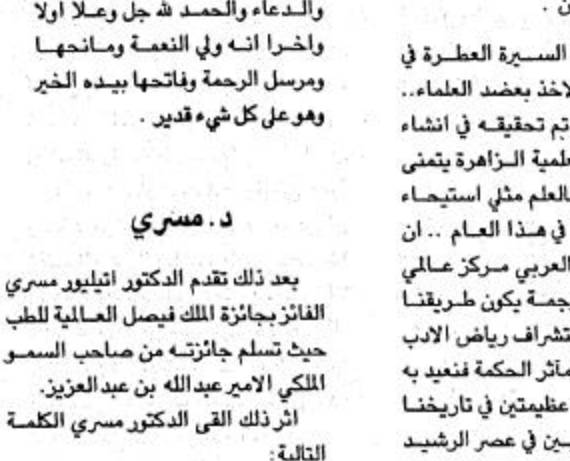 ن .
السيرة العطرة في
لاخذ بعضد العلماء..
تم تحقيقه في انشاء
علمية الزاهرة يتمنى
بالعلم مثلي استيحاء
في هذا العام .. ان
العربي مركز عالمي
جمة يكون طريقنا
تشراف رياض الادب
مآثر الحكمة فنعيد به
عظيمتين في تاريخنا
سين في عصر الرشيد
والدعاء والحمد لله جل وعلا اولا
واخرا انه ولي النعمة ومانحها
ومرسل الرحمة وفاتحها بيده الخير
وهو على كل شيء قدير .
د. مسري
بعد ذلك تقدم الدكتور اتيليور مسري
الفائز بجائزة الملك فيصل العالمية للطب
حيث تسلم جائزته من صاحب السمو
الملكي الامير عبدالله بن عبدالعزيز.
اثر ذلك القى الدكتور مسري الكلمة
التالية: